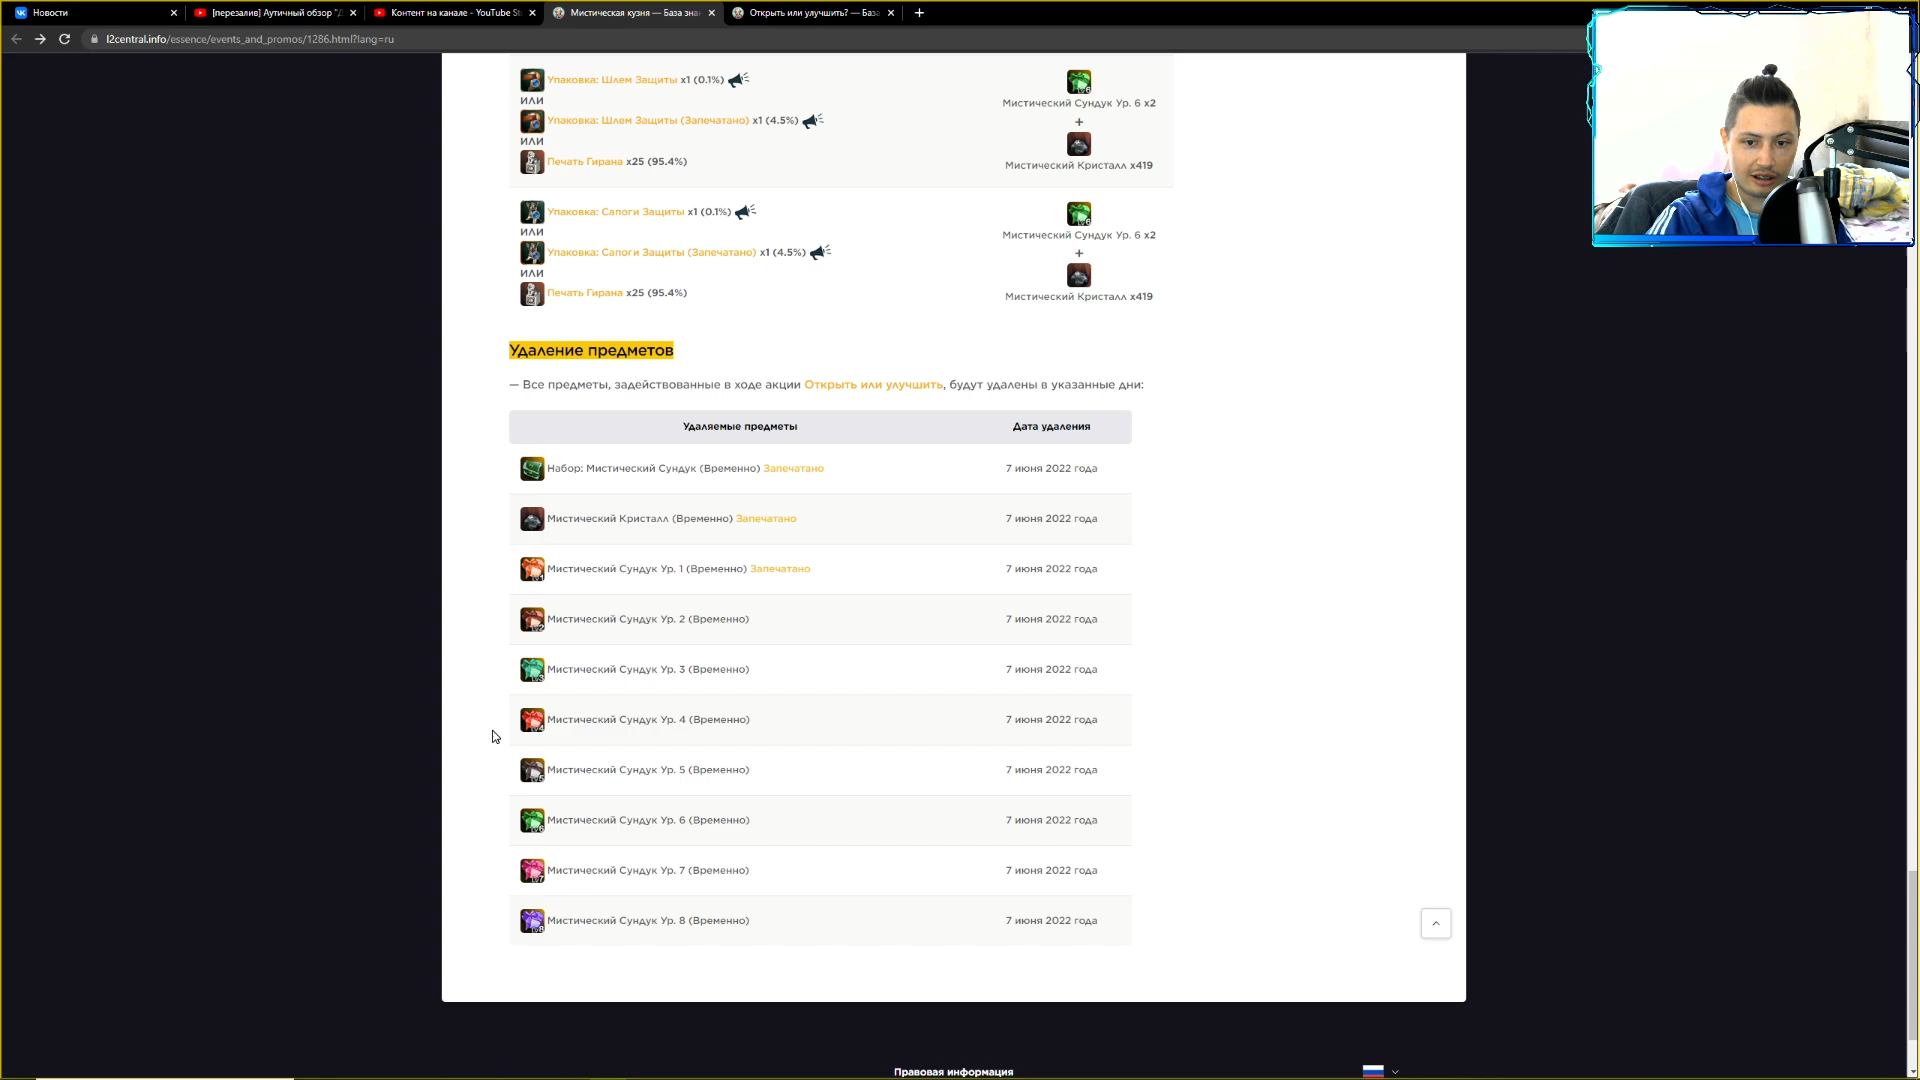 Новости
[перезалив] Аутичный обзор "Д
Контент на канале - YouTube St
Мистическая кузня — База зна
Открыть или улучшить? — База
l2central.info/essence/events_and_promos/1286.html?lang=ru
Упаковка: Шлем Защиты x1 (0.1%)
ИЛИ
Упаковка: Шлем Защиты (Запечатано) x1 (4.5%)
ИЛИ
Печать Гирана x25 (95.4%)
Мистический Сундук Ур. 6 x2
+
Мистический Кристалл x419
Упаковка: Сапоги Защиты x1 (0.1%)
ИЛИ
Упаковка: Сапоги Защиты (Запечатано) x1 (4.5%)
ИЛИ
Печать Гирана x25 (95.4%)
Мистический Сундук Ур. 6 x2
+
Мистический Кристалл x419
Удаление предметов
— Все предметы, задействованные в ходе акции Открыть или улучшить, будут удалены в указанные дни:
Удаляемые предметы Дата удаления
Набор: Мистический Сундук (Временно) Запечатано 7 июня 2022 года
Мистический Кристалл (Временно) Запечатано 7 июня 2022 года
Мистический Сундук Ур. 1 (Временно) Запечатано 7 июня 2022 года
Мистический Сундук Ур. 2 (Временно) 7 июня 2022 года
Мистический Сундук Ур. 3 (Временно) 7 июня 2022 года
Мистический Сундук Ур. 4 (Временно) 7 июня 2022 года
Мистический Сундук Ур. 5 (Временно) 7 июня 2022 года
Мистический Сундук Ур. 6 (Временно) 7 июня 2022 года
Мистический Сундук Ур. 7 (Временно) 7 июня 2022 года
Мистический Сундук Ур. 8 (Временно) 7 июня 2022 года
Правовая информация